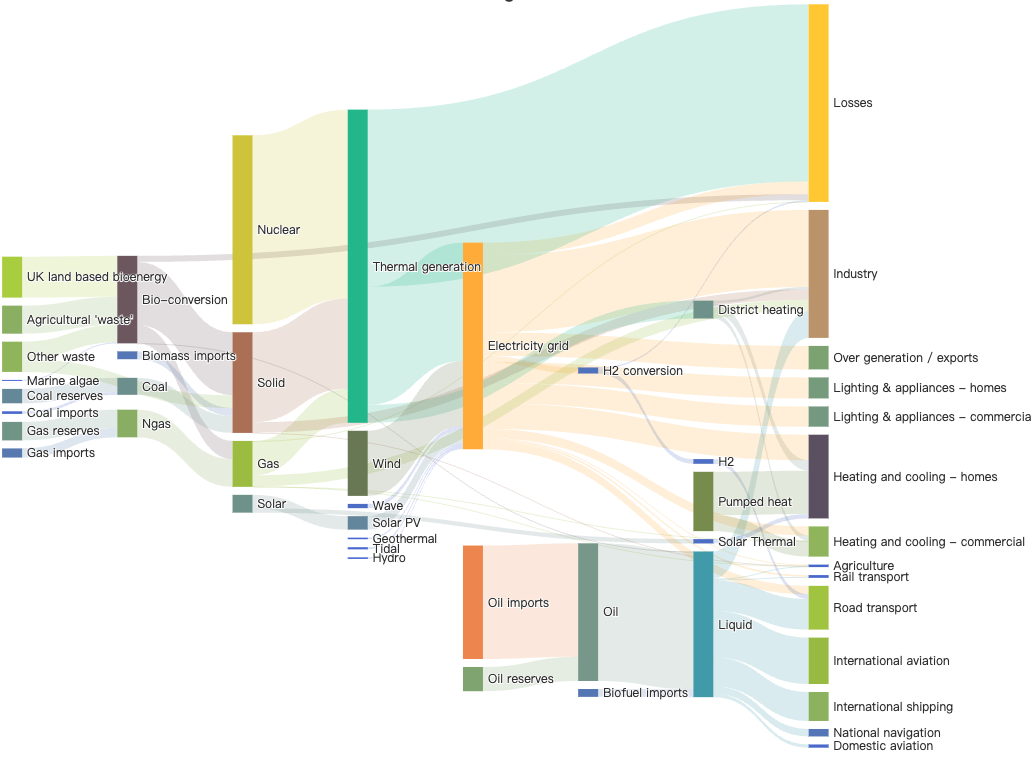 Losses
Nuclear
UK land based bioenergy
Thermal generation
Industry
Bio-conversion
District heating
Agricultural 'waste'
Electricity grid
Other waste
Biomass imports
Over generation / exports
H2 conversion
Marine algae
Coal
Solid
Lighting & appliances - homes
Coal reserves
Coal imports
Lighting & appliances - commercia
Gas reserves
Ngas
Gas imports
Gas
Wind
H2
Heating and cooling - homes
Solar
Wave
Pumped heat
Solar PV
Geothermal
Tidal
Hydro
Solar Thermal
Heating and cooling - commercial
Agriculture
Rail transport
Oil imports
Oil
Road transport
Liquid
International aviation
Oil reserves
Biofuel imports
International shipping
National navigation
Domestic aviation